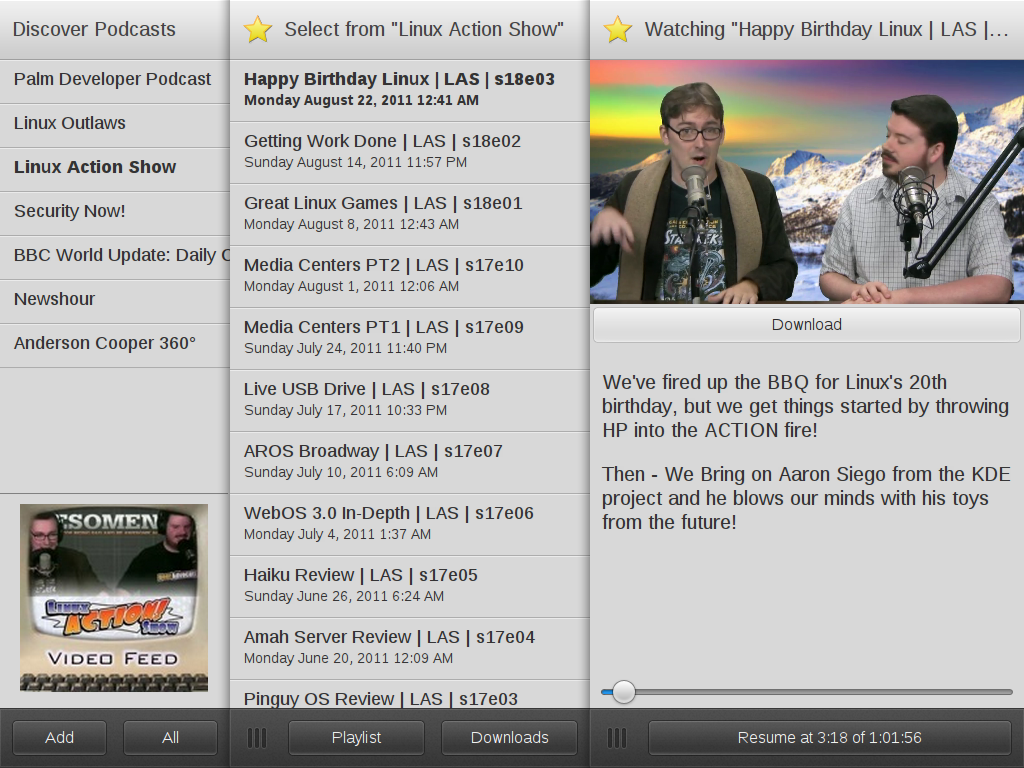 Discover Podcasts
Palm Developer Podcast
Linux Outlaws
Linux Action Show
Security Now!
BBC World Update: Daily C
Newshour
Anderson Cooper 360°
ESOMEN
LINUX
ACTION!
SHOW
VIDEO FEED
Add
All
Select from "Linux Action Show"
Happy Birthday Linux | LAS | s18e03
Monday August 22, 2011 12:41 AM
Getting Work Done | LAS | s18e02
Sunday August 14, 2011 11:57 PM
Great Linux Games | LAS | s18e01
Monday August 8, 2011 12:43 AM
Media Centers PT2 | LAS | s17e10
Monday August 1, 2011 12:06 AM
Media Centers PT1 | LAS | s17e09
Sunday July 24, 2011 11:40 PM
Live USB Drive | LAS | s17e08
Sunday July 17, 2011 10:33 PM
AROS Broadway | LAS | s17e07
Sunday July 10, 2011 6:09 AM
WebOS 3.0 In-Depth | LAS | s17e06
Monday July 4, 2011 1:37 AM
Haiku Review | LAS | s17e05
Sunday June 26, 2011 6:24 AM
Amah Server Review | LAS | s17e04
Monday June 20, 2011 12:09 AM
Pinguy OS Review | LAS | s17e03
Playlist
Downloads
Watching "Happy Birthday Linux | LAS |...
STAR TREK
Download
We've fired up the BBQ for Linux's 20th
birthday, but we get things started by throwing
HP into the ACTION fire!
Then - We Bring on Aaron Siego from the KDE
project and he blows our minds with his toys
from the future!
Resume at 3:18 of 1:01:56